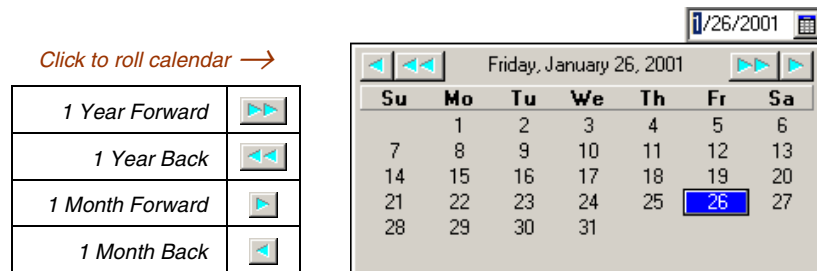 1/26/2001
Click to roll calendar →
1 Year Forward
1 Year Back
1 Month Forward
1 Month Back
Friday, January 26, 2001
Su Mo Tu We Th Fr Sa
1 2 3 4 5 6
7 8 9 10 11 12 13
14 15 16 17 18 19 20
21 22 23 24 25 26 27
28 29 30 31